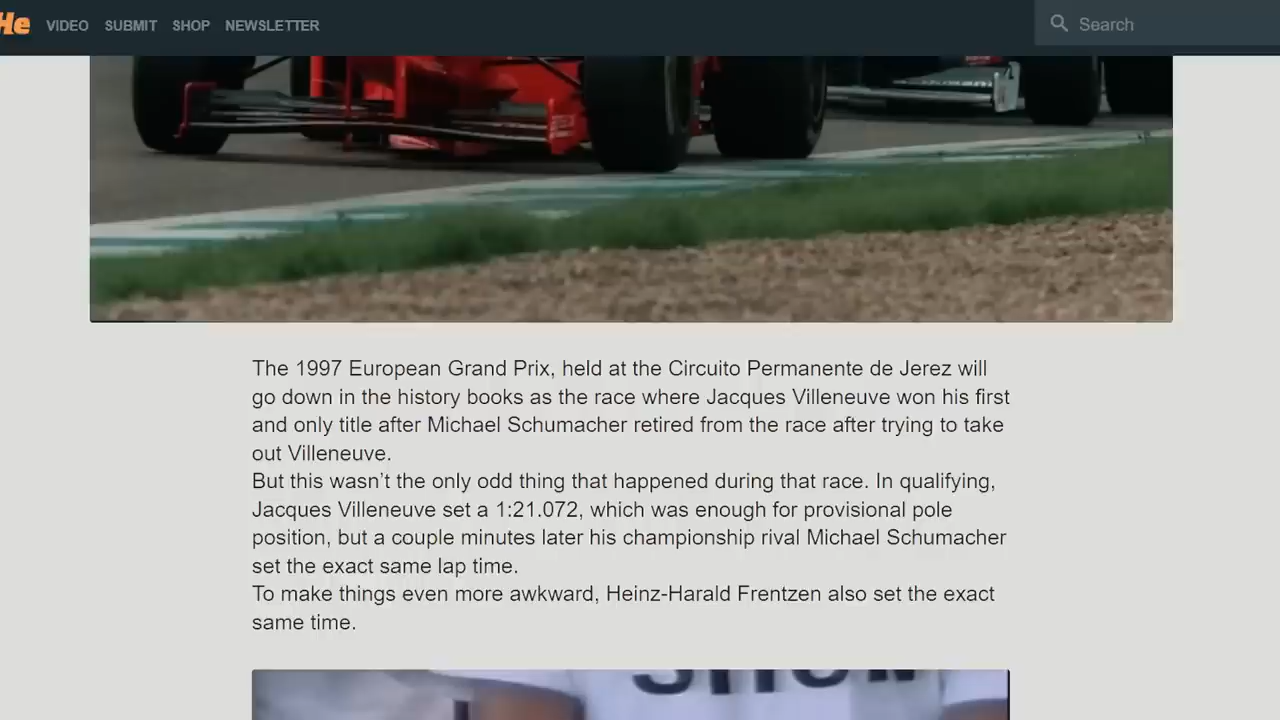 He VIDEO SUBMIT SHOP NEWSLETTER Search
The 1997 European Grand Prix, held at the Circuito Permanente de Jerez will
go down in the history books as the race where Jacques Villeneuve won his first
and only title after Michael Schumacher retired from the race after trying to take
out Villeneuve.
But this wasn’t the only odd thing that happened during that race. In qualifying,
Jacques Villeneuve set a 1:21.072, which was enough for provisional pole
position, but a couple minutes later his championship rival Michael Schumacher
set the exact same lap time.
To make things even more awkward, Heinz-Harald Frentzen also set the exact
same time.